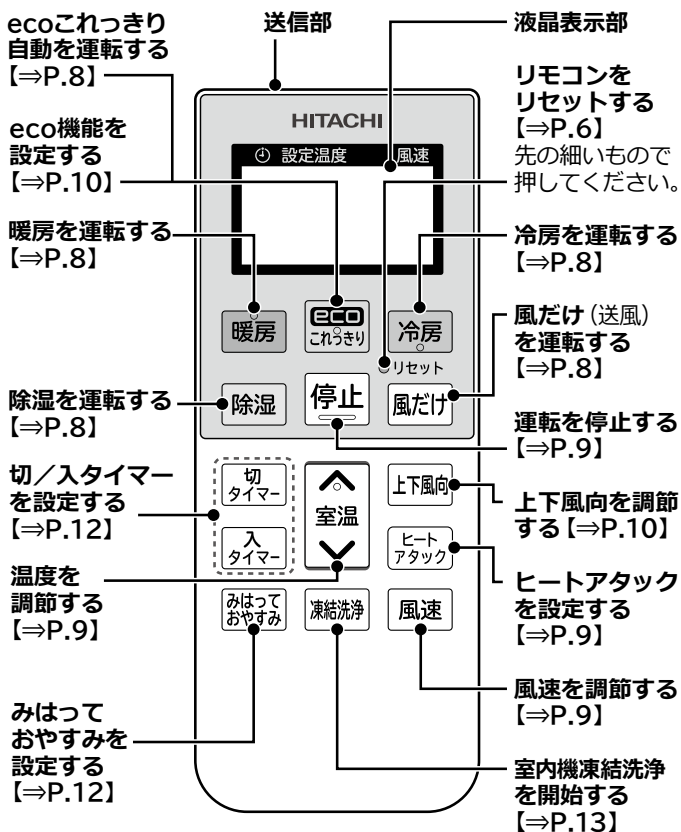 ecoこれっきり
自動を運転する
【⇒P.8】
eco機能を
設定する
【⇒P.10】
暖房を運転する
【⇒P.8】
除湿を運転する
【⇒P.8】
切／入タイマー
を設定する
【⇒P.12】
温度を
調節する
【⇒P.9】
みはって
おやすみを
設定する
【⇒P.12】
送信部
HITACHI
設定温度 風速
暖房
eco
これっきり
冷房
リセット
除湿
停止
風だけ
切
タイマー
室温
上下風向
入
タイマー
ヒート
アタック
みはって
おやすみ
凍結洗浄
風速
液晶表示部
リモコンを
リセットする
【⇒P.6】
先の細いもので
押してください。
冷房を運転する
【⇒P.8】
風だけ（送風）
を運転する
【⇒P.8】
運転を停止する
【⇒P.9】
上下風向を調節
する【⇒P.10】
ヒートアタック
を設定する
【⇒P.9】
風速を調節する
【⇒P.9】
室内機凍結洗浄
を開始する
【⇒P.13】